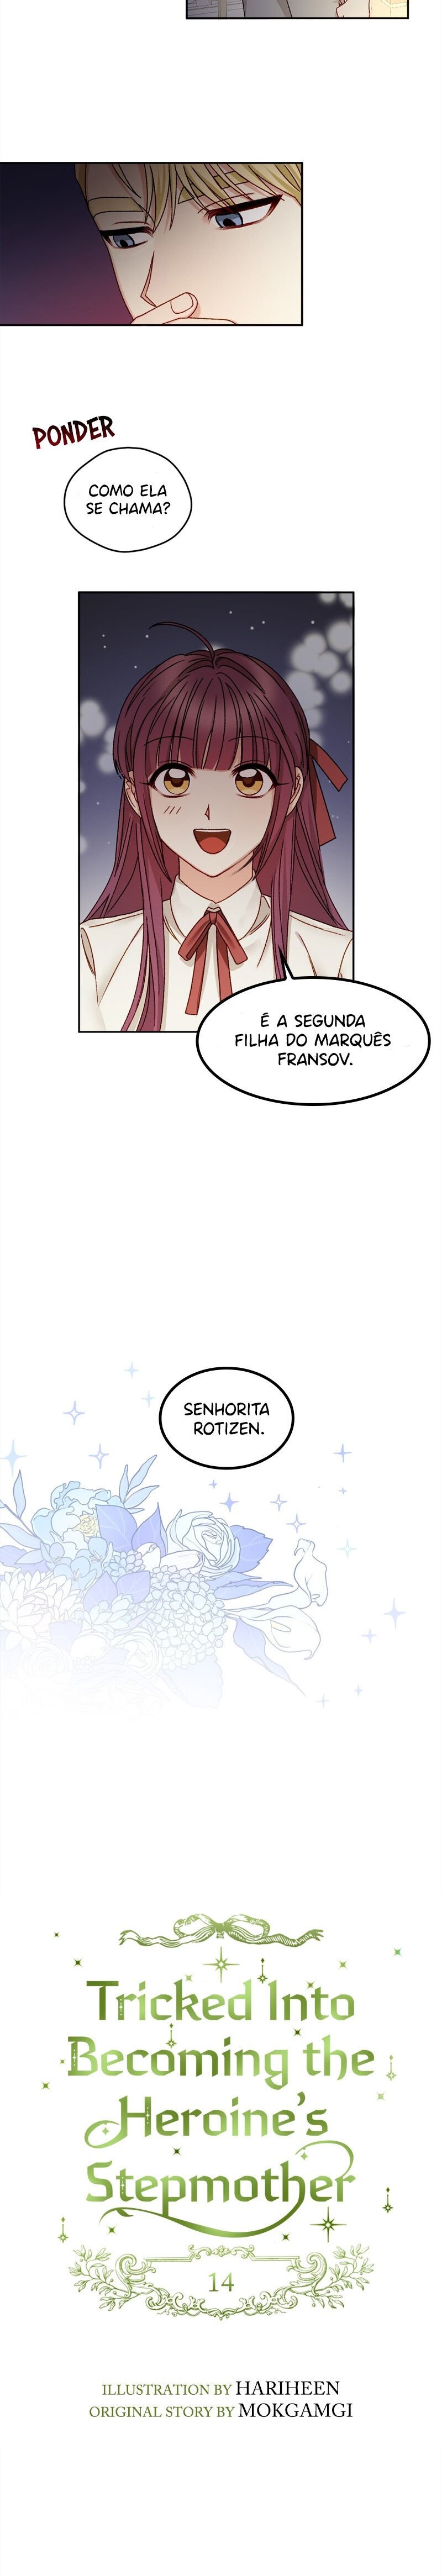 PONDER
COMO ELA
SE CHAMA?
É A SEGUNDA
FILHA DO MARQUÊS
FRANSOV.
SENHORITA
ROTIZEN.
Tricked Into
Becoming the
Heroine's
Stepmother
14
ILLUSTRATION BY HARIHEEN
ORIGINAL STORY BY MOKGAMGI